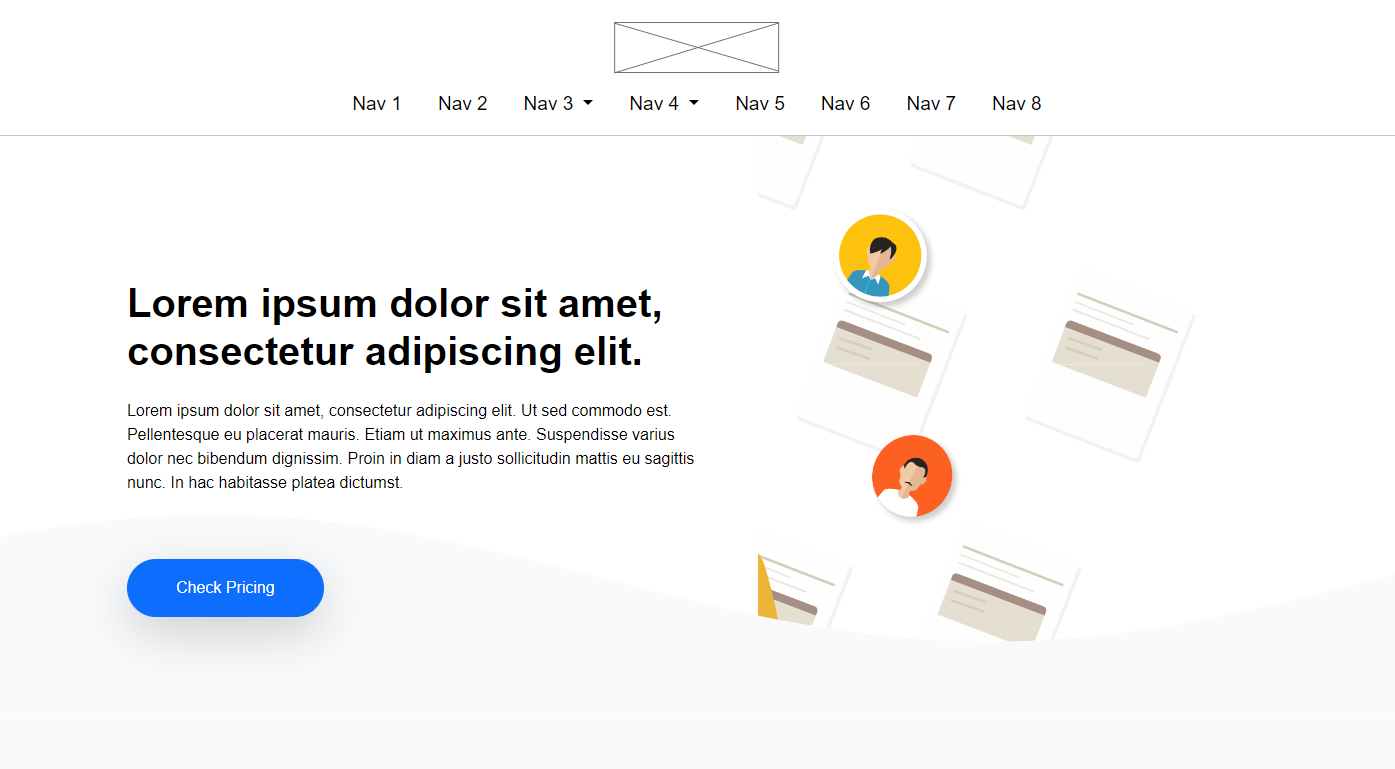 Nav 1 Nav 2 Nav 3 Nav 4 Nav 5 Nav 6 Nav 7 Nav 8
Lorem ipsum dolor sit amet,
consectetur adipiscing elit.
Lorem ipsum dolor sit amet, consectetur adipiscing elit. Ut sed commodo est.
Pellentesque eu placerat mauris. Etiam ut maximus ante. Suspendisse varius
dolor nec bibendum dignissim. Proin in diam a justo sollicitudin mattis eu sagittis
nunc. In hac habitasse platea dictumst.
Check Pricing